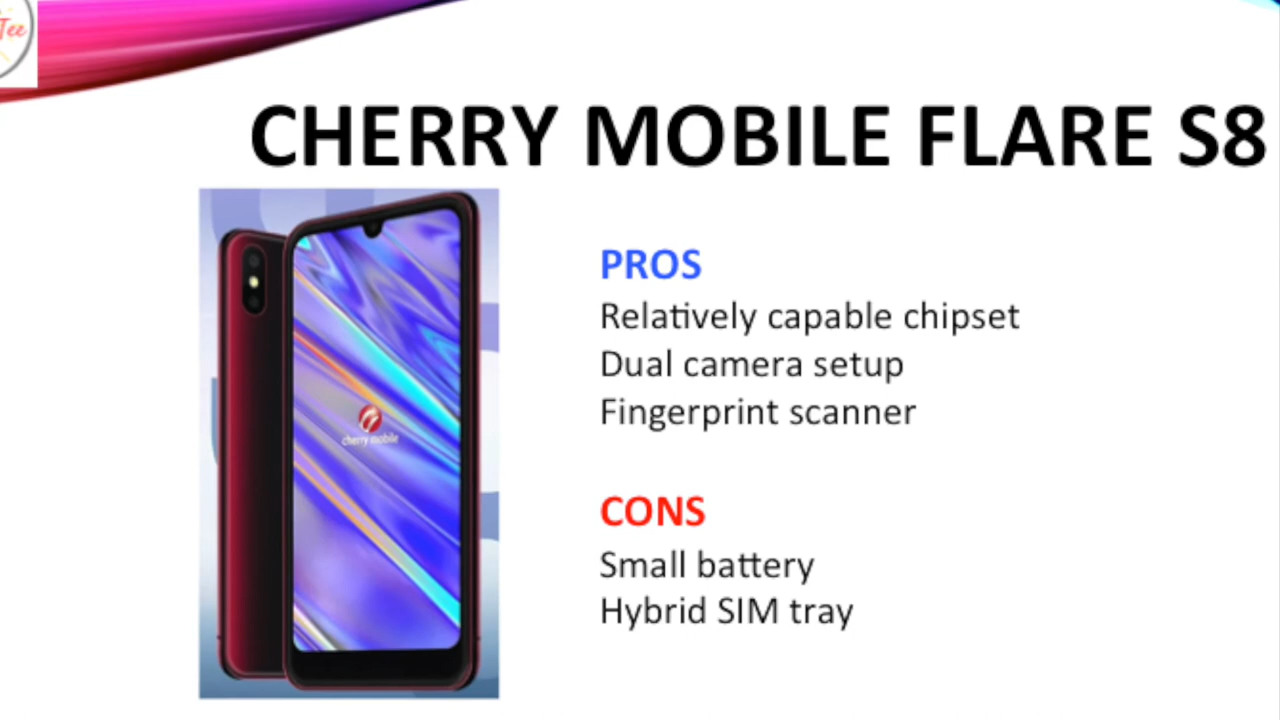 Tee
CHERRY MOBILE FLARE S8
cherry mobile
PROS
Relatively capable chipset
Dual camera setup
Fingerprint scanner
CONS
Small battery
Hybrid SIM tray